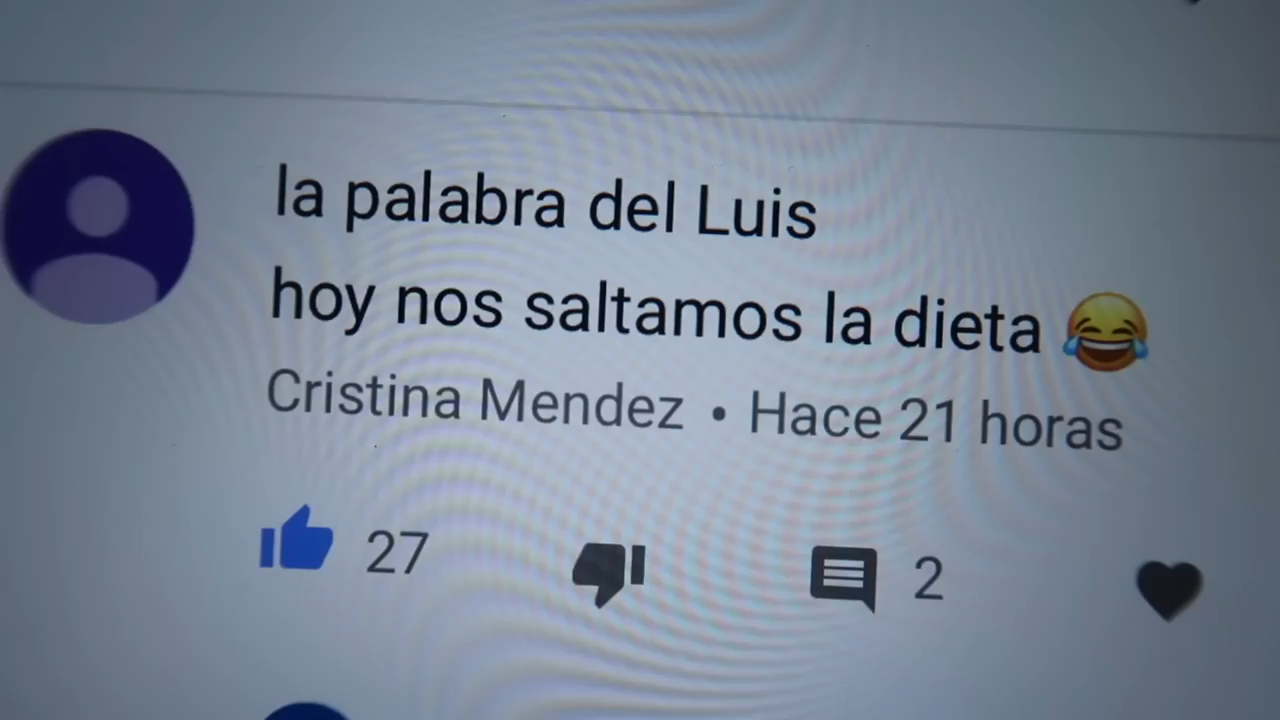 la palabra del Luis
hoy nos saltamos la dieta 😂
Cristina Mendez • Hace 21 horas
27
2